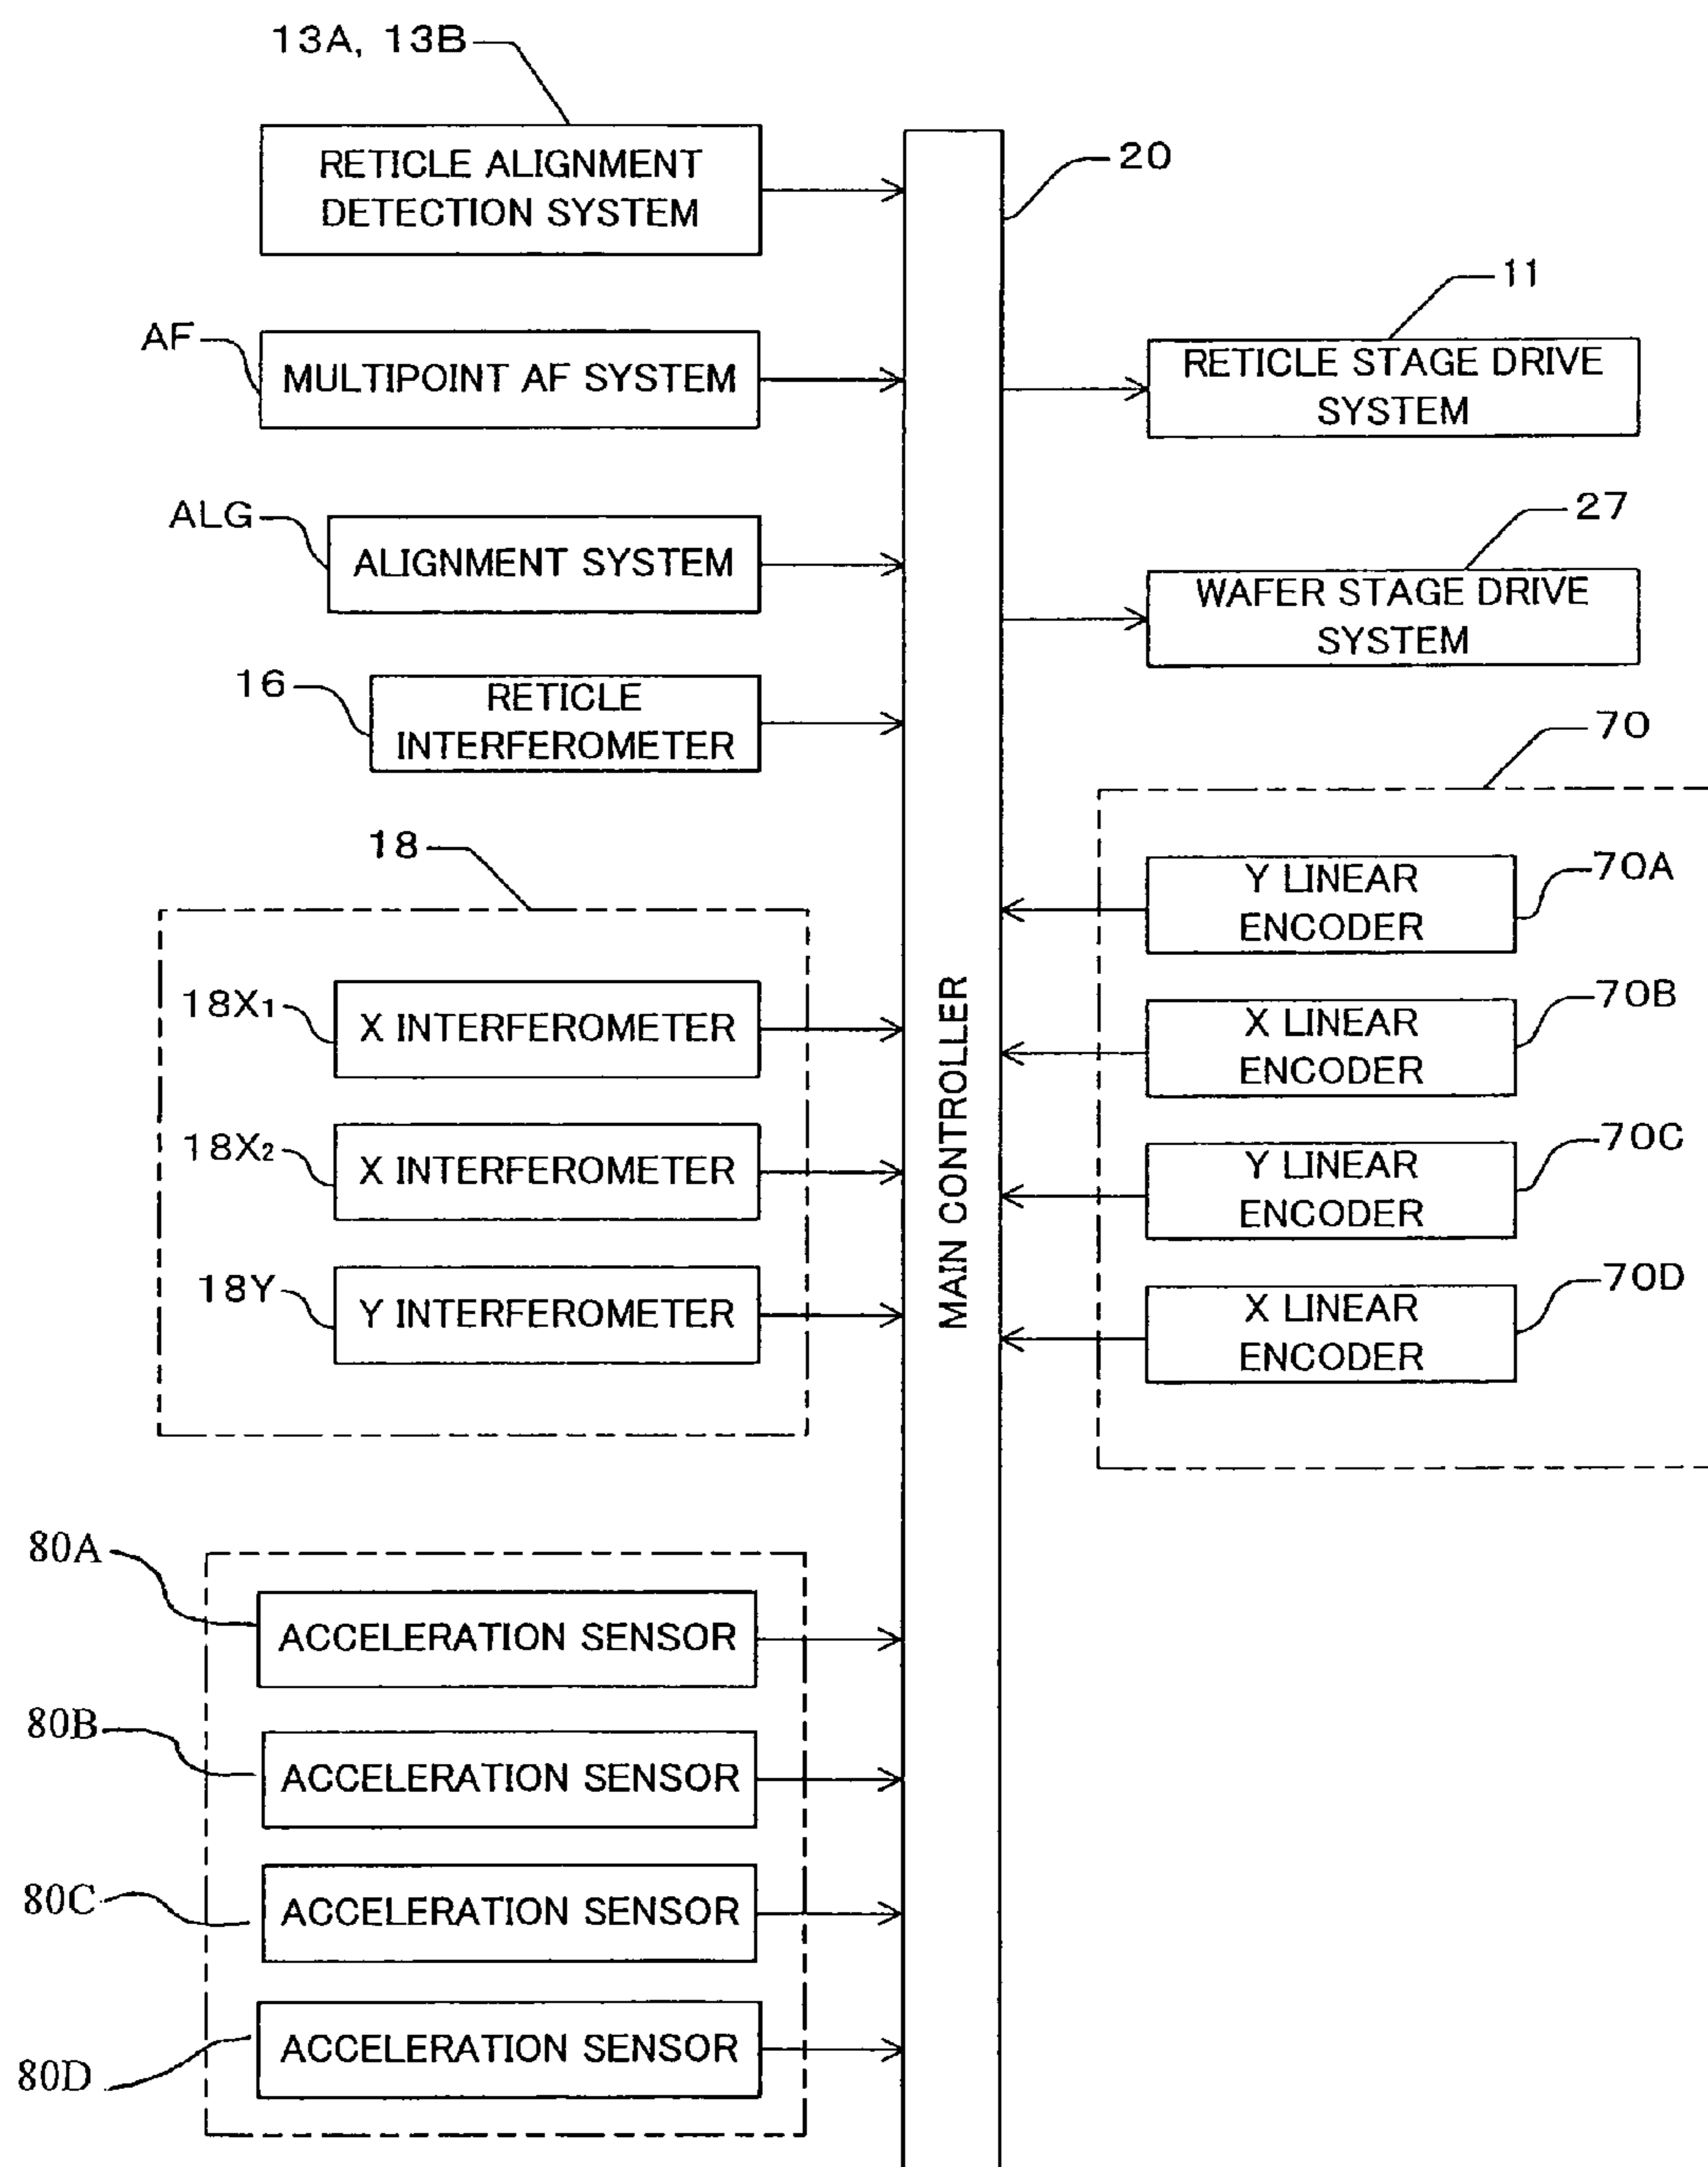 13A, 13B
RETICLE ALIGNMENT
DETECTION SYSTEM
AF
MULTIPOINT AF SYSTEM
ALG
ALIGNMENT SYSTEM
16
RETICLE
INTERFEROMETER
18
18X1
X INTERFEROMETER
18X2
X INTERFEROMETER
18Y
Y INTERFEROMETER
80A
ACCELERATION SENSOR
80B
ACCELERATION SENSOR
80C
ACCELERATION SENSOR
80D
ACCELERATION SENSOR
20
MAIN CONTROLLER
11
RETICLE STAGE DRIVE
SYSTEM
27
WAFER STAGE DRIVE
SYSTEM
70
Y LINEAR
ENCODER
70A
X LINEAR
ENCODER
70B
Y LINEAR
ENCODER
70C
X LINEAR
ENCODER
70D